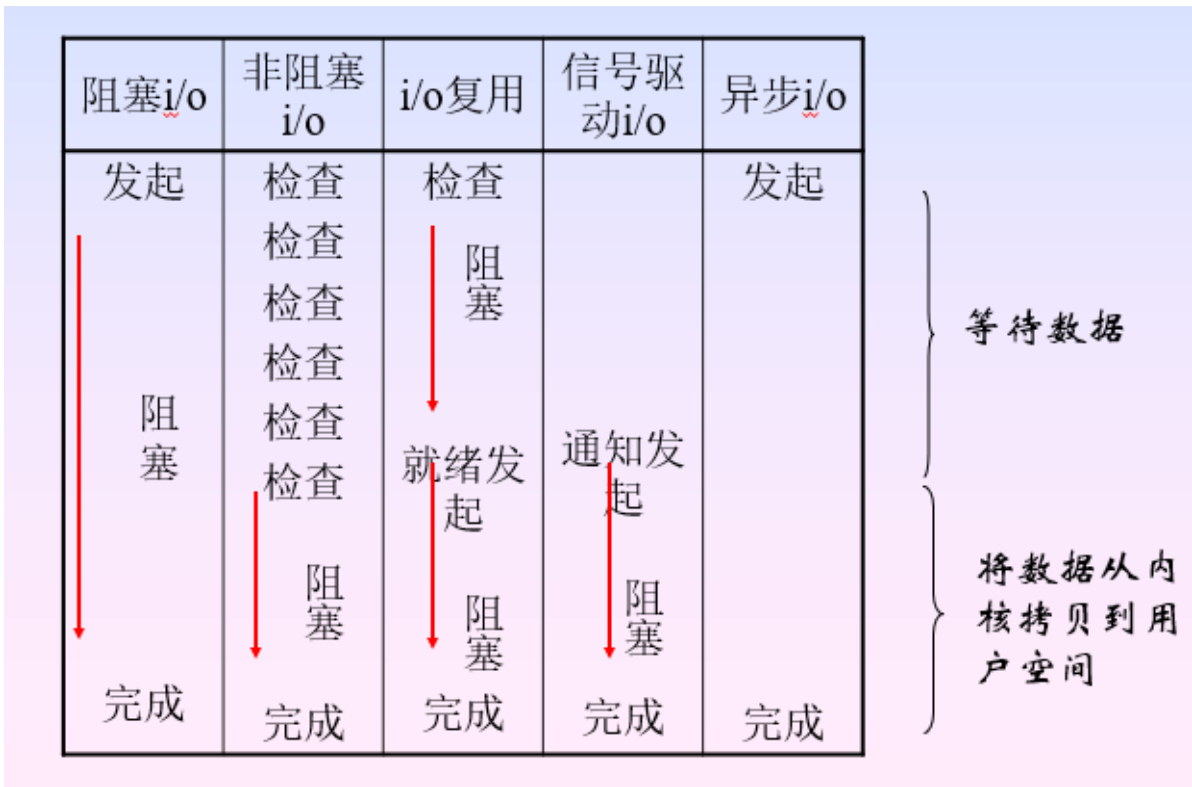 阻塞i/o
非阻塞
i/o
i/o复用
信号驱
动i/o
异步i/o
发起
阻
塞
完成
检查
检查
检查
检查
检查
检查
阻
塞
完成
检查
阻
塞
就绪发
起
阻
塞
完成
通知发
起
阻
塞
完成
发起
完成
等待数据
将数据从内
核拷贝到用
户空间